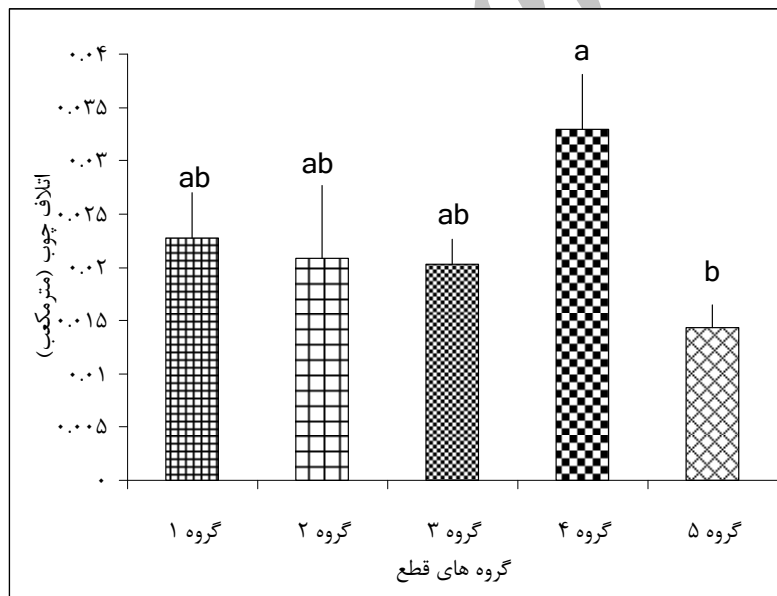 ۰.۰۴
۰.۰۳۵
۰.۰۳
۰.۰۲۵
۰.۰۲
۰.۰۱۵
۰.۰۱
۰.۰۰۵
۰
اتلاف چوب (مترمکعب)
ab
ab
ab
a
b
گروه ۱
گروه ۲
گروه ۳
گروه ۴
گروه ۵
گروه های قطع